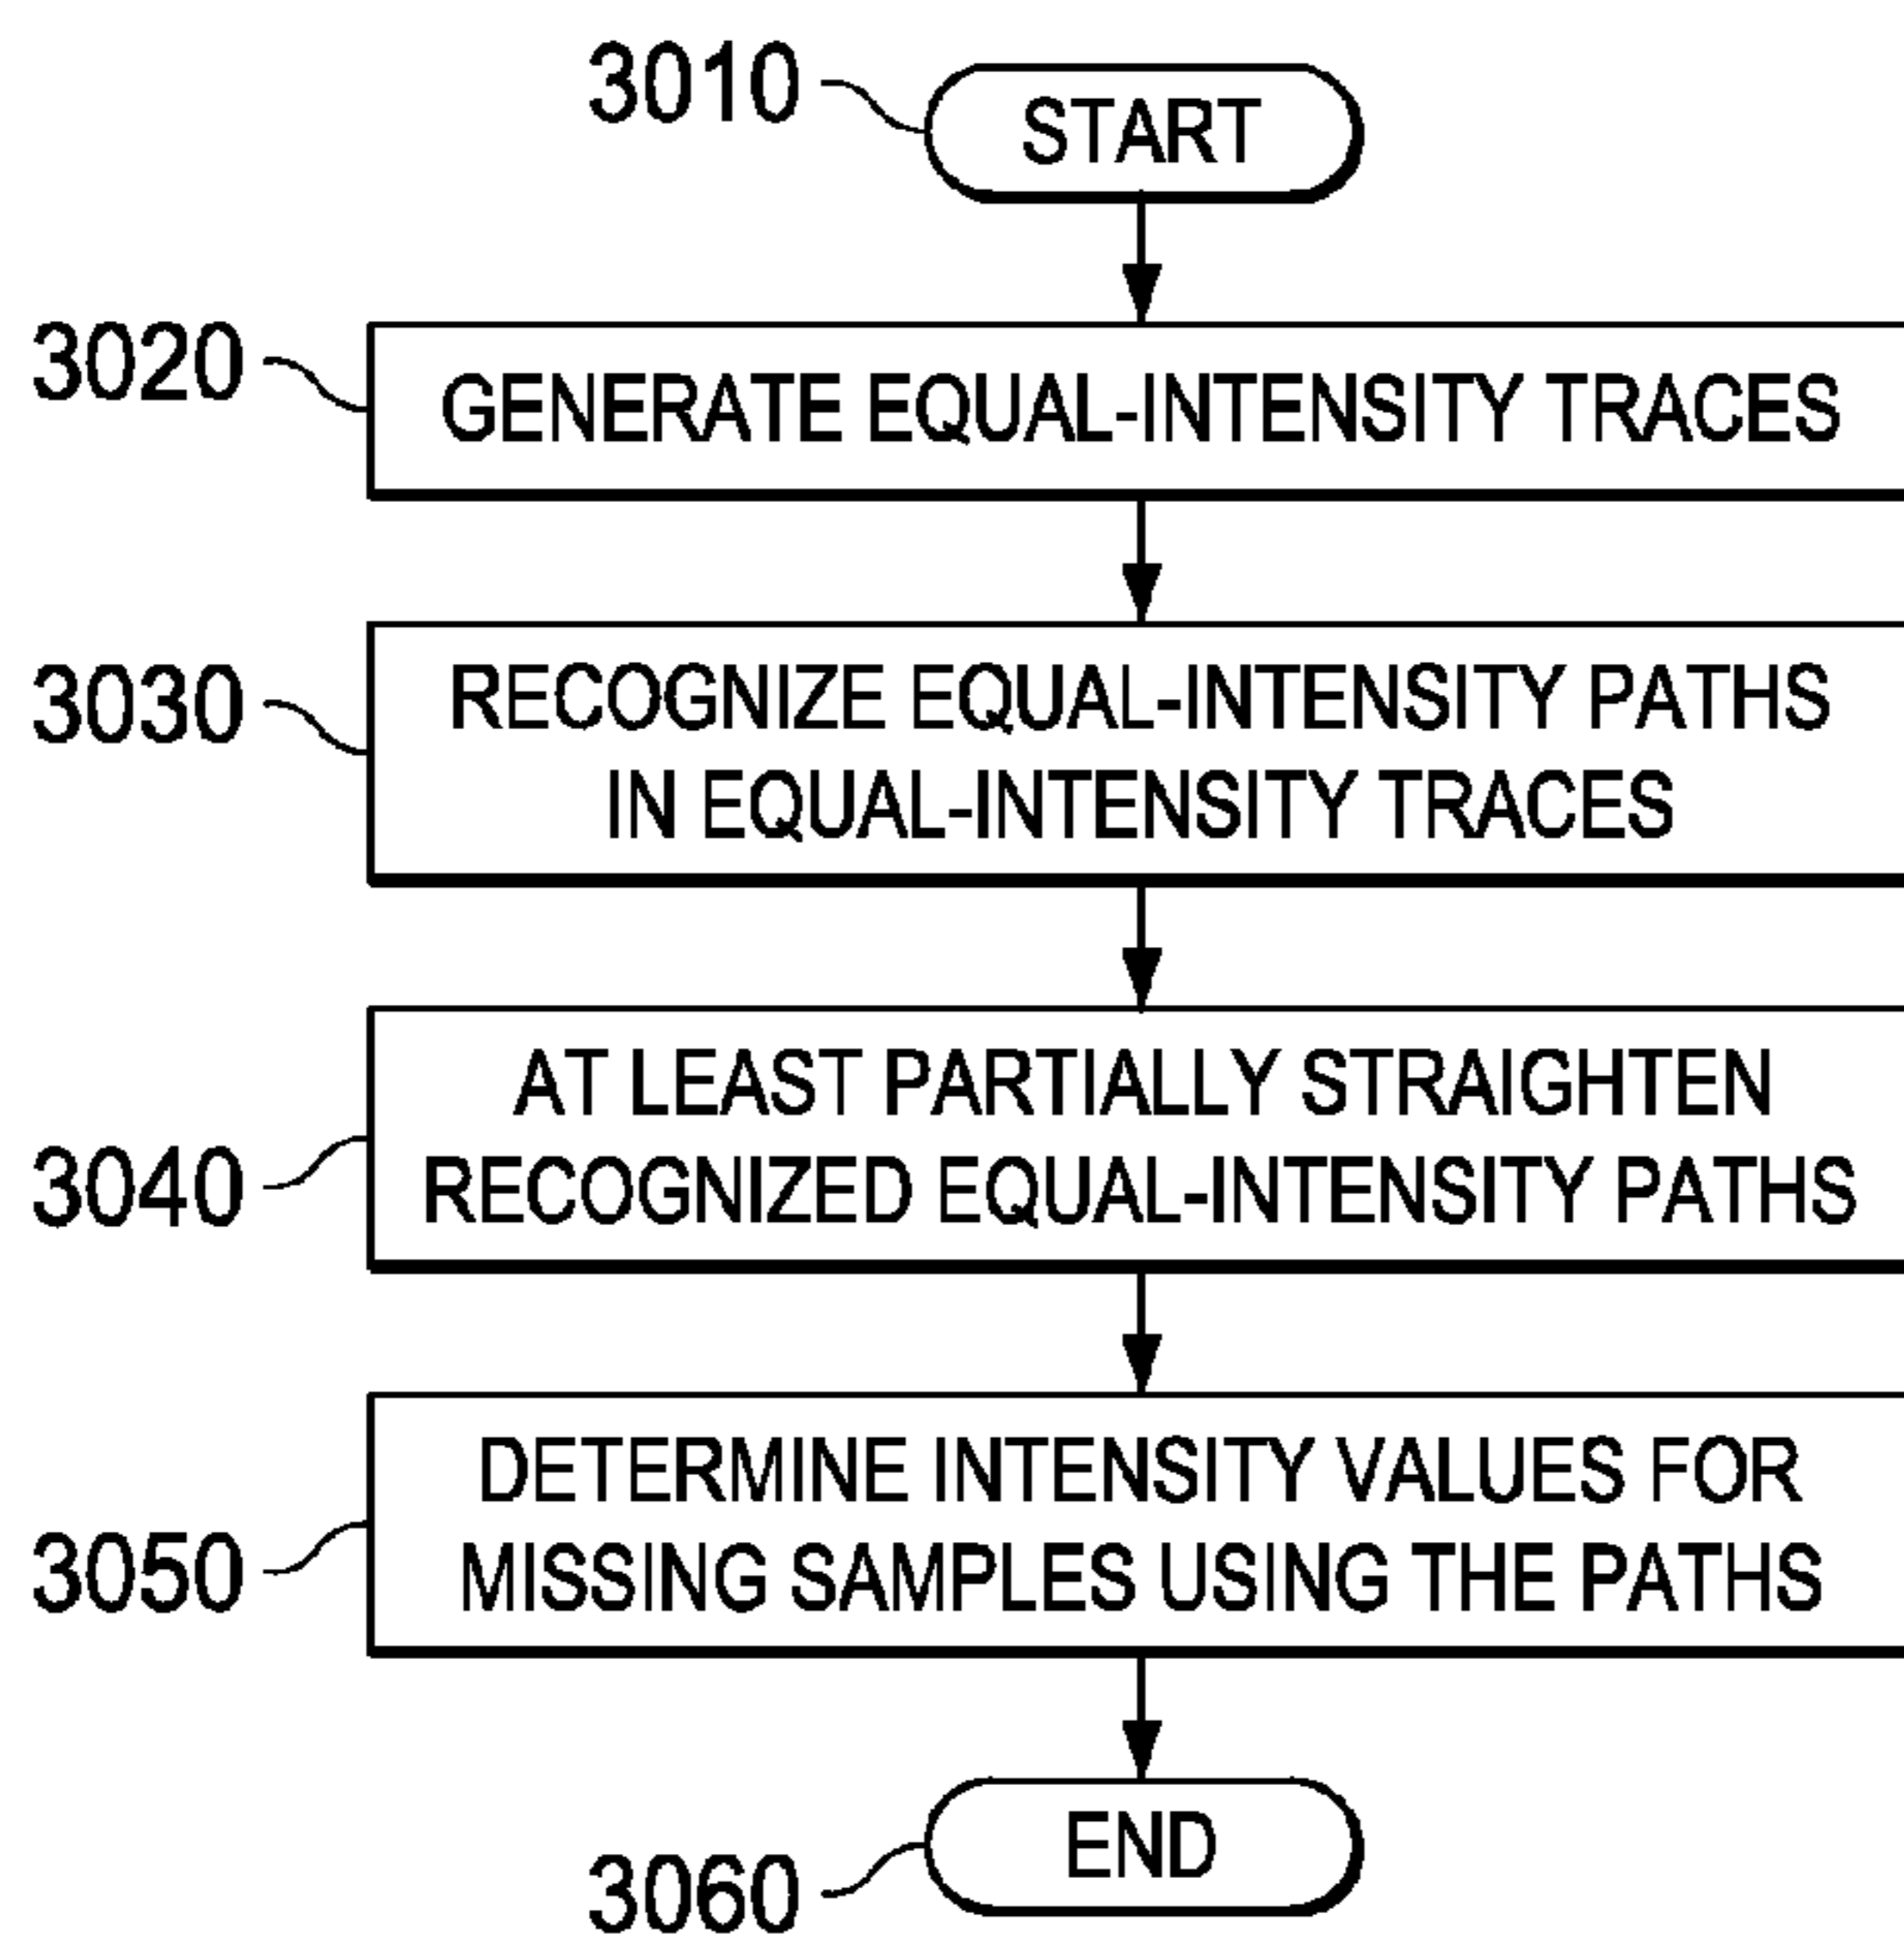 3010
START
3020
GENERATE EQUAL-INTENSITY TRACES
3030
RECOGNIZE EQUAL-INTENSITY PATHS
IN EQUAL-INTENSITY TRACES
3040
AT LEAST PARTIALLY STRAIGHTEN
RECOGNIZED EQUAL-INTENSITY PATHS
3050
DETERMINE INTENSITY VALUES FOR
MISSING SAMPLES USING THE PATHS
3060
END